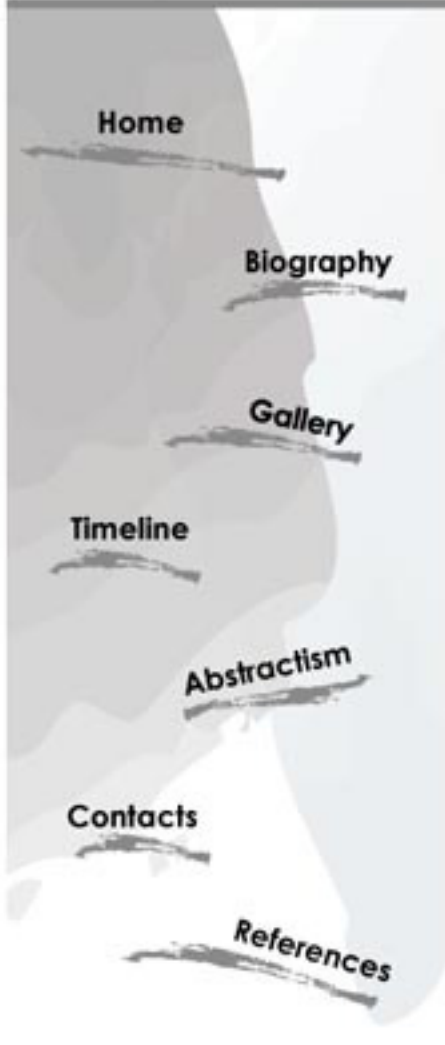 Home
Biography
Gallery
Timeline
Abstractism
Contacts
References